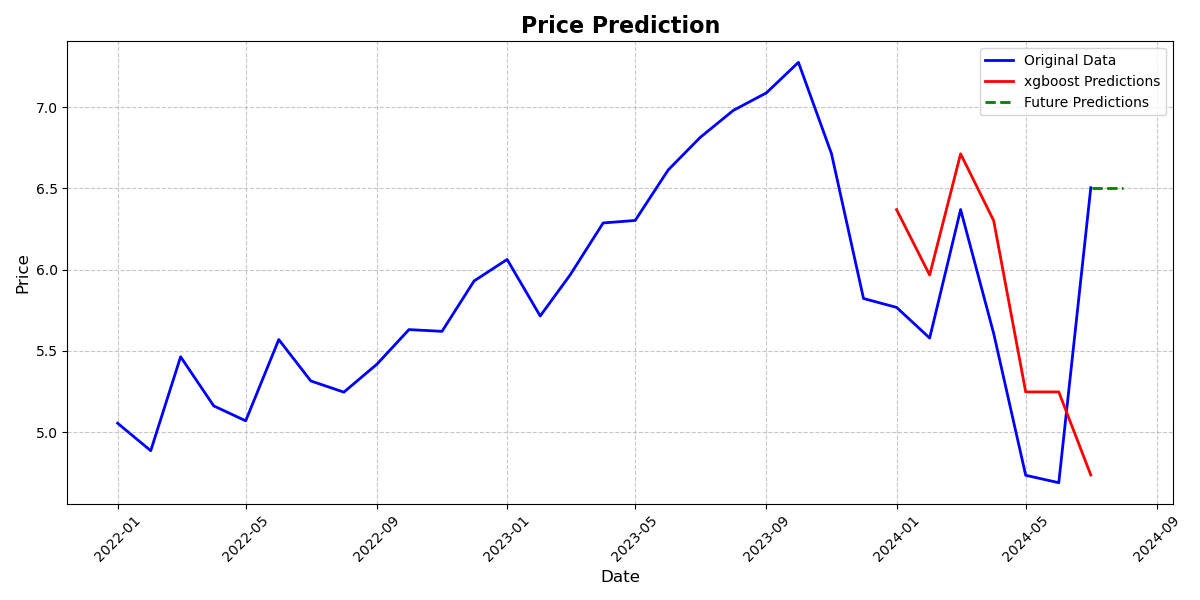 Price Prediction
Original Data
xgboost Predictions
Future Predictions
Price
7.0
6.5
6.0
5.5
5.0
2022-01
2022-05
2022-09
2023-01
2023-05
2023-09
2024-01
2024-05
2024-09
Date